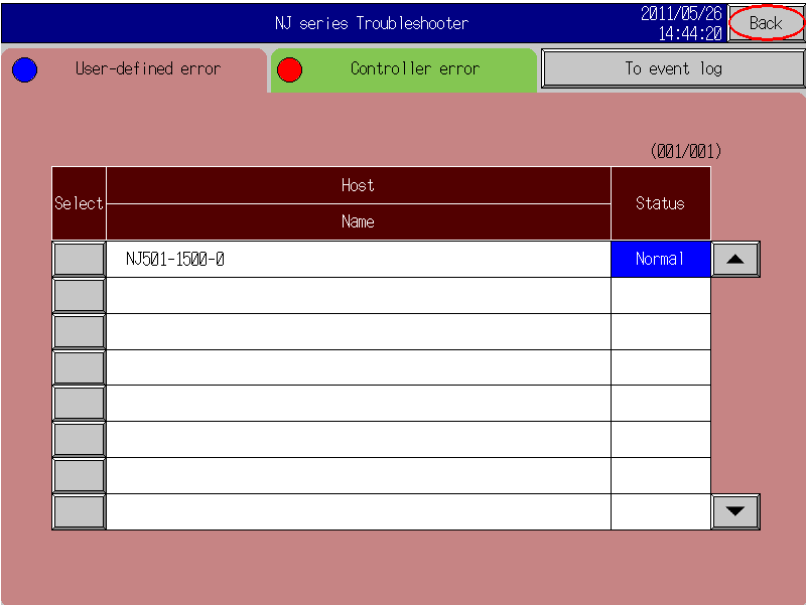 NJ series Troubleshooter
2011/05/26
14:44:20
Back
User-defined error
Controller error
To event log
(001/001)
Select
Host
Name
Status
NJ501-1500-0
Normal